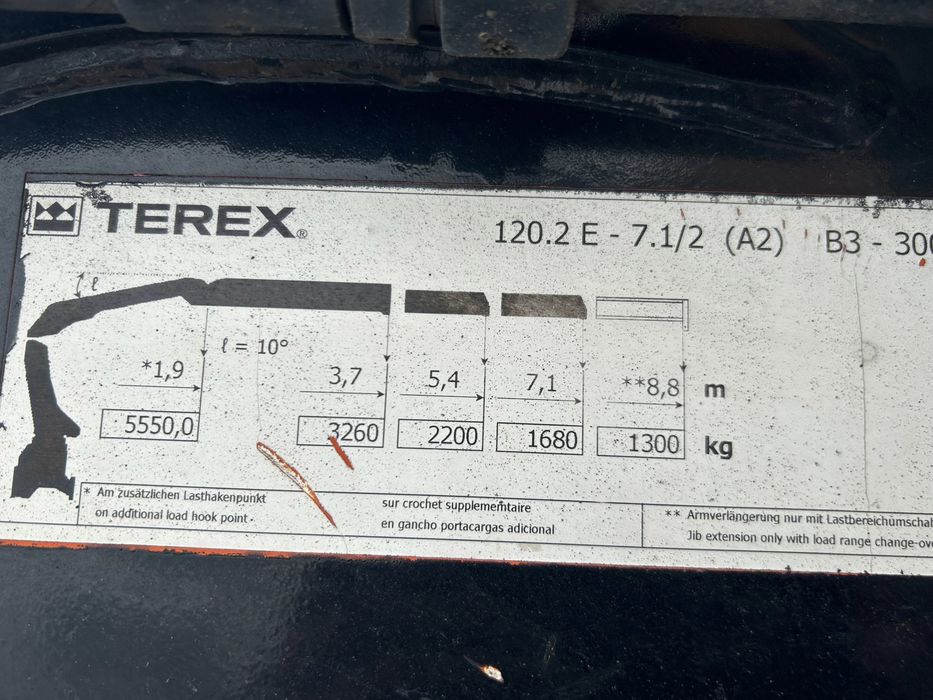 TEREX®
120.2 E - 7.1/2 (A2) B3 - 300
ℓ
ℓ = 10°
*1,9 3,7 5,4 7,1 **8,8 m
5550,0 3260 2200 1680 1300 kg
* Am zusätzlichen Lasthakenpunkt
on additional load hook point
sur crochet supplementaire
en gancho portacargas adicional
** Armverlängerung nur mit Lastbereichumscha
Jib extension only with load range change-ov